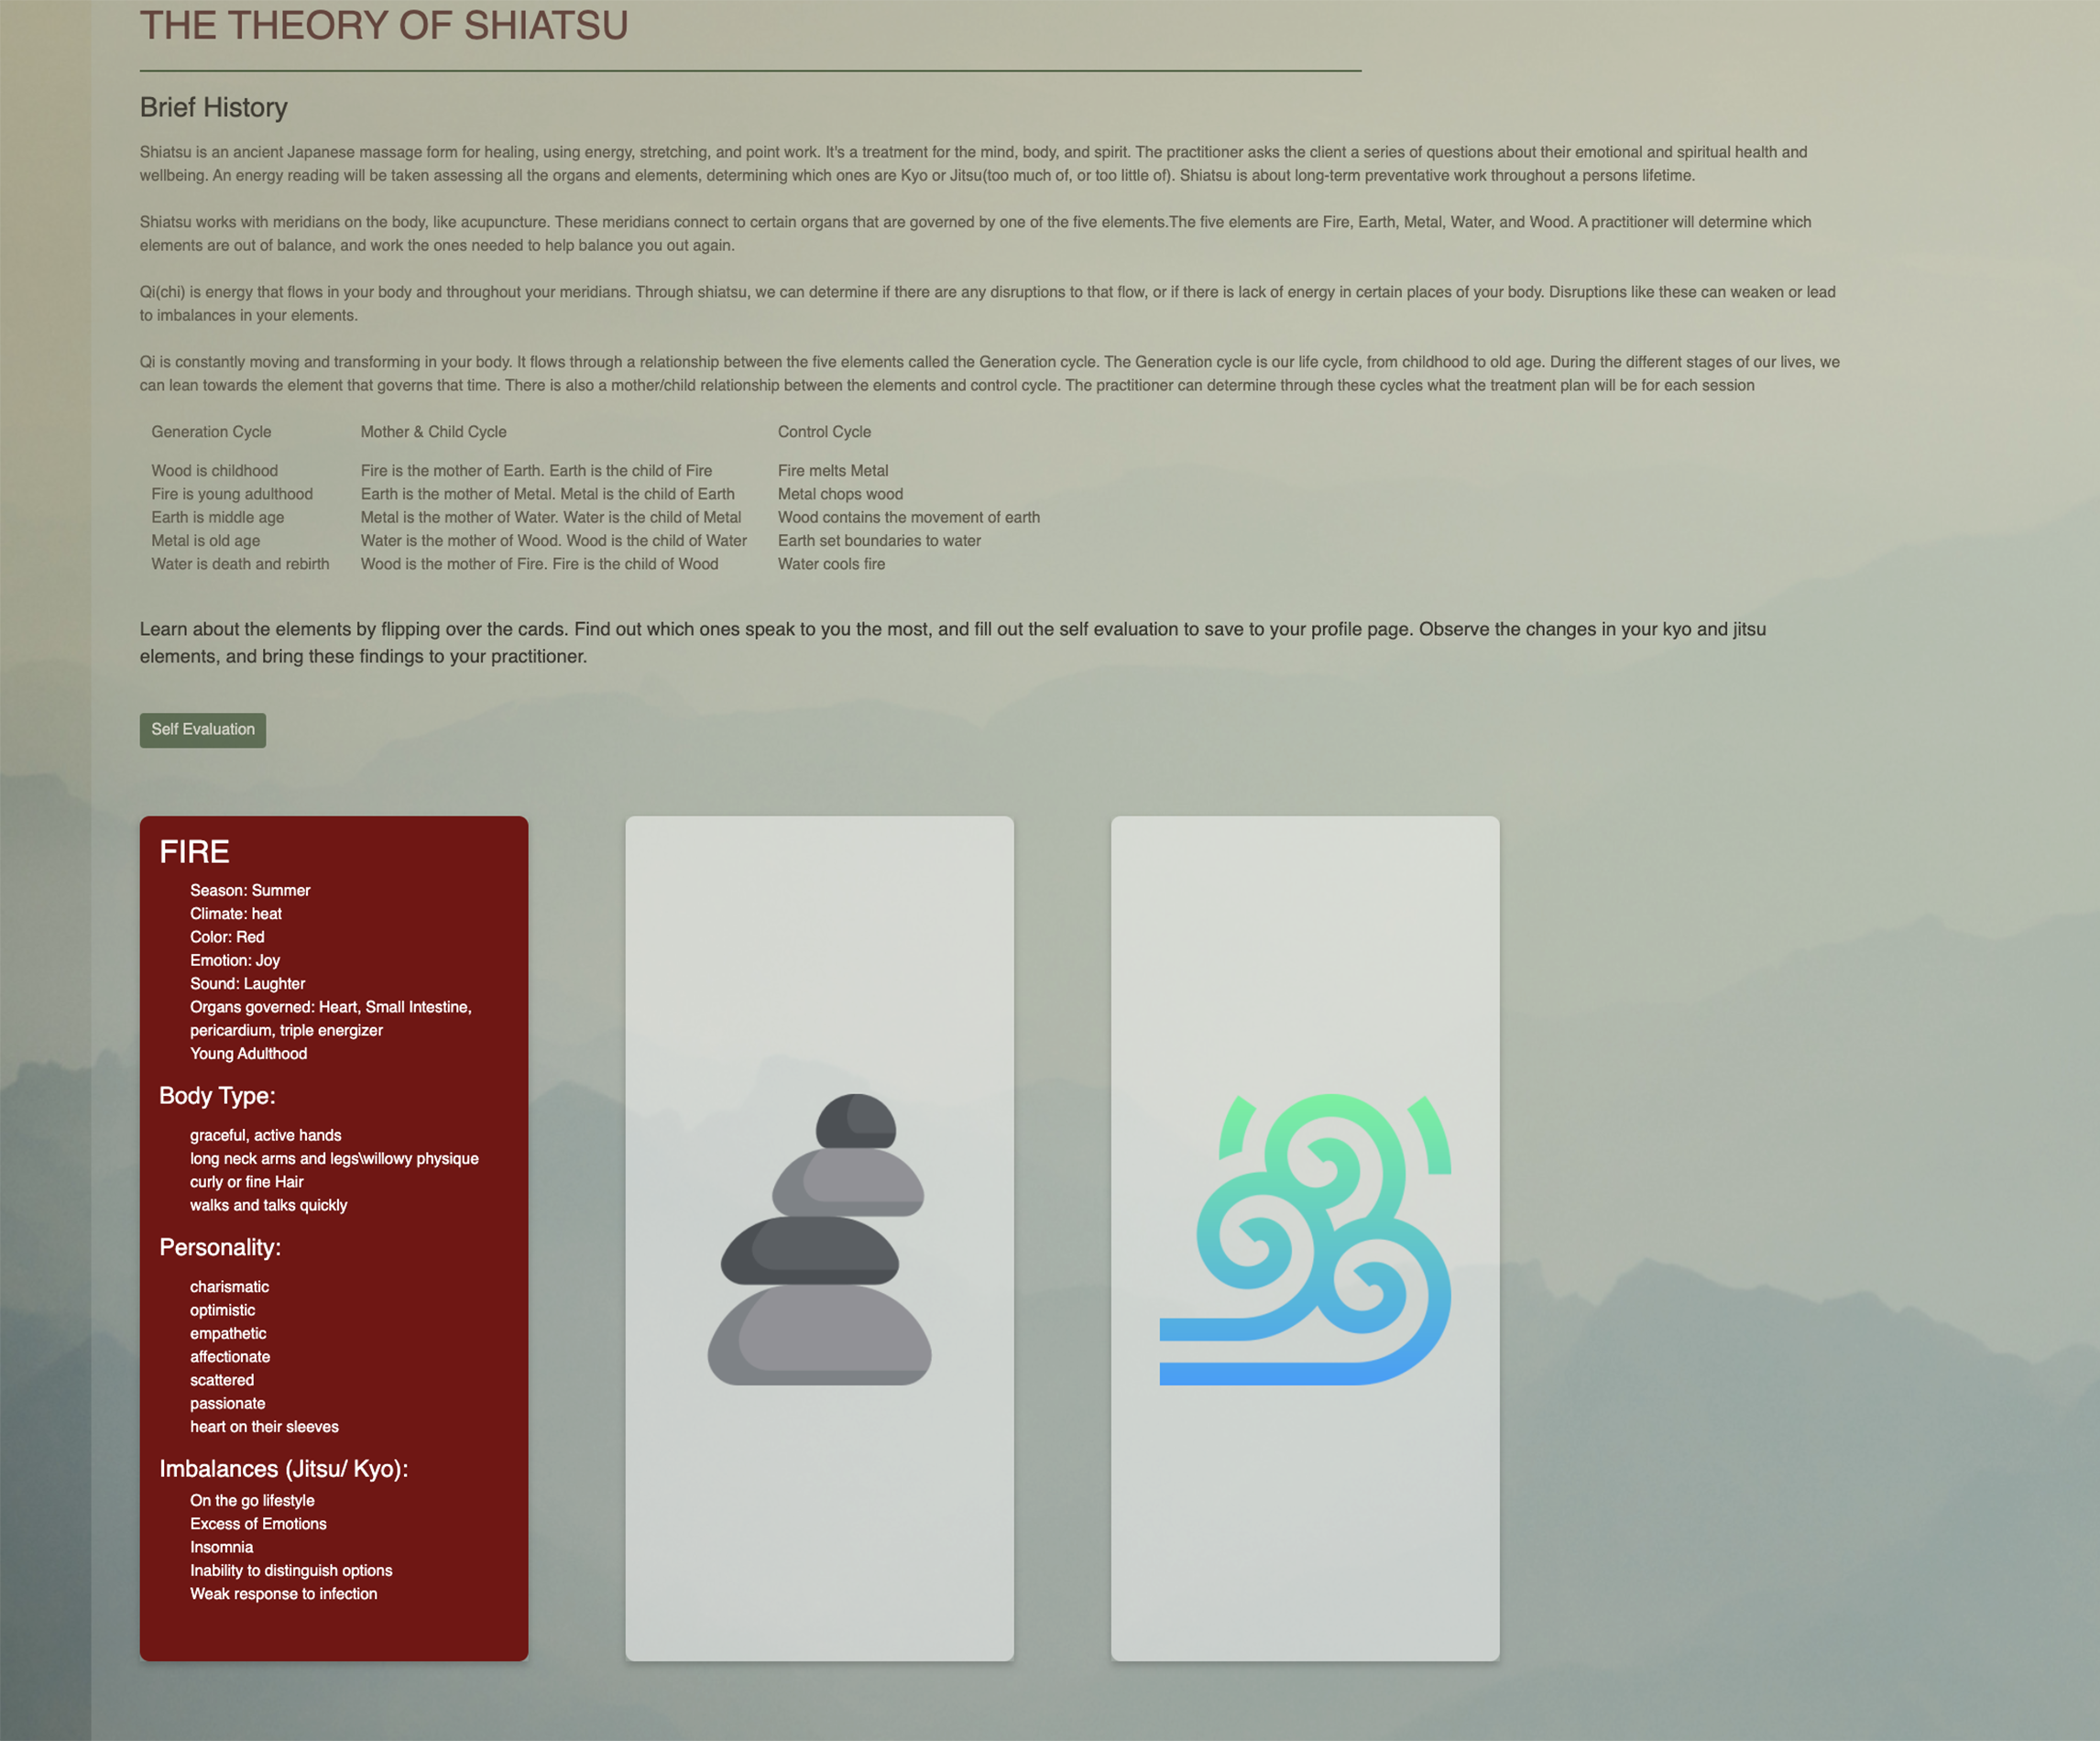 THE THEORY OF SHIATSU
Brief History
Shiatsu is an ancient Japanese massage form for healing, using energy, stretching, and point work. It's a treatment for the mind, body, and spirit. The practitioner asks the client a series of questions about their emotional and spiritual health and
wellbeing. An energy reading will be taken assessing all the organs and elements, determining which ones are Kyo or Jitsu(too much of, or too little of). Shiatsu is about long-term preventative work throughout a persons lifetime.
Shiatsu works with meridians on the body, like acupuncture. These meridians connect to certain organs that are governed by one of the five elements.The five elements are Fire, Earth, Metal, Water, and Wood. A practitioner will determine which
elements are out of balance, and work the ones needed to help balance you out again.
Qi(chi) is energy that flows in your body and throughout your meridians. Through shiatsu, we can determine if there are any disruptions to that flow, or if there is lack of energy in certain places of your body. Disruptions like these can weaken or lead
to imbalances in your elements.
Qi is constantly moving and transforming in your body. It flows through a relationship between the five elements called the Generation cycle. The Generation cycle is our life cycle, from childhood to old age. During the different stages of our lives, we
can lean towards the element that governs that time. There is also a mother/child relationship between the elements and control cycle. The practitioner can determine through these cycles what the treatment plan will be for each session
Generation Cycle
Wood is childhood
Fire is young adulthood
Earth is middle age
Metal is old age
Water is death and rebirth
Mother & Child Cycle
Fire is the mother of Earth. Earth is the child of Fire
Earth is the mother of Metal. Metal is the child of Earth
Metal is the mother of Water. Water is the child of Metal
Water is the mother of Wood. Wood is the child of Water
Wood is the mother of Fire. Fire is the child of Wood
Control Cycle
Fire melts Metal
Metal chops wood
Wood contains the movement of earth
Earth set boundaries to water
Water cools fire
Learn about the elements by flipping over the cards. Find out which ones speak to you the most, and fill out the self evaluation to save to your profile page. Observe the changes in your kyo and jitsu
elements, and bring these findings to your practitioner.
Self Evaluation
FIRE
Season: Summer
Climate: heat
Color: Red
Emotion: Joy
Sound: Laughter
Organs governed: Heart, Small Intestine,
pericardium, triple energizer
Young Adulthood
Body Type:
graceful, active hands
long neck arms and legs\willowy physique
curly or fine Hair
walks and talks quickly
Personality:
charismatic
optimistic
empathetic
affectionate
scattered
passionate
heart on their sleeves
Imbalances (Jitsu/ Kyo):
On the go lifestyle
Excess of Emotions
Insomnia
Inability to distinguish options
Weak response to infection